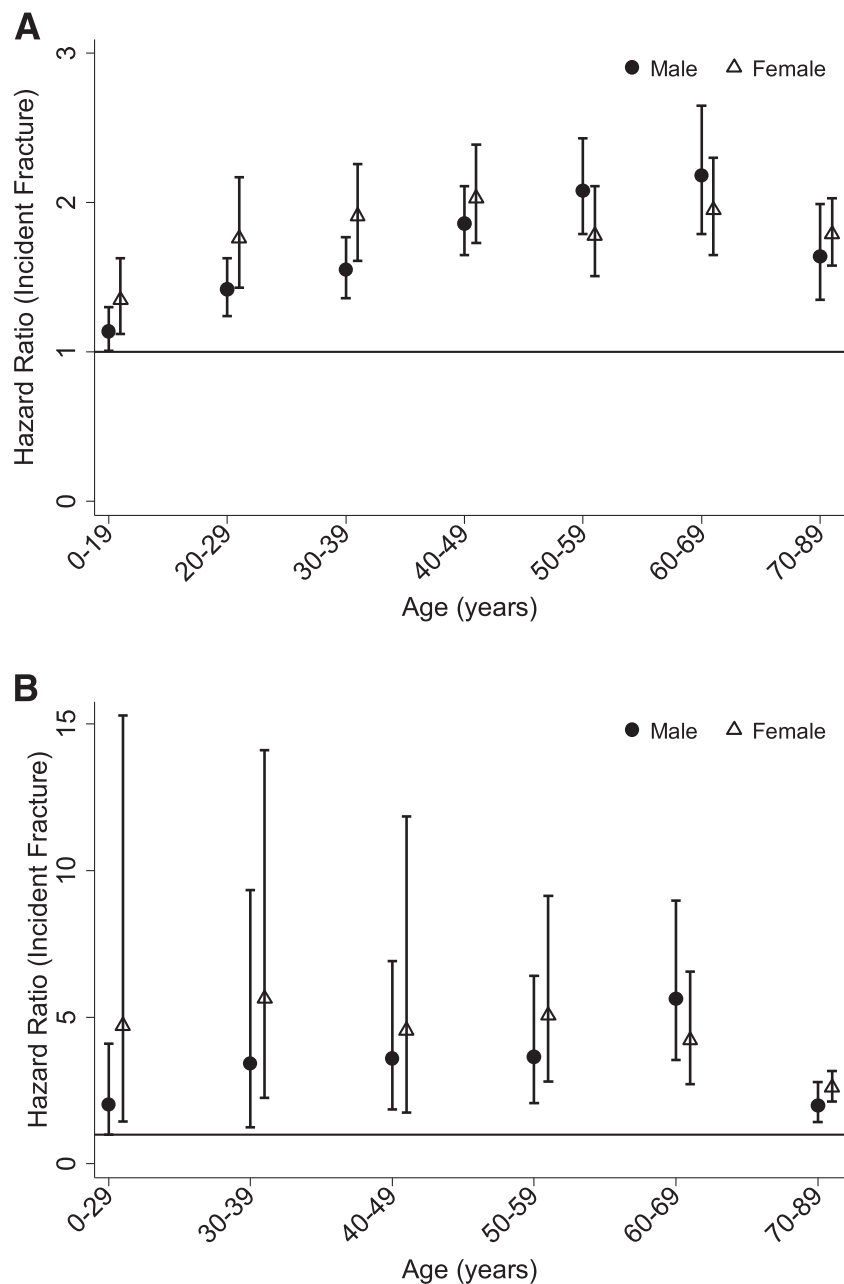 A
Hazard Ratio (Incident Fracture)
3
2
1
0
Male Female
0-19 20-29 30-39 40-49 50-59 60-69 70-89
Age (years)
B
Hazard Ratio (Incident Fracture)
15
10
5
0
Male Female
0-29 30-39 40-49 50-59 60-69 70-89
Age (years)